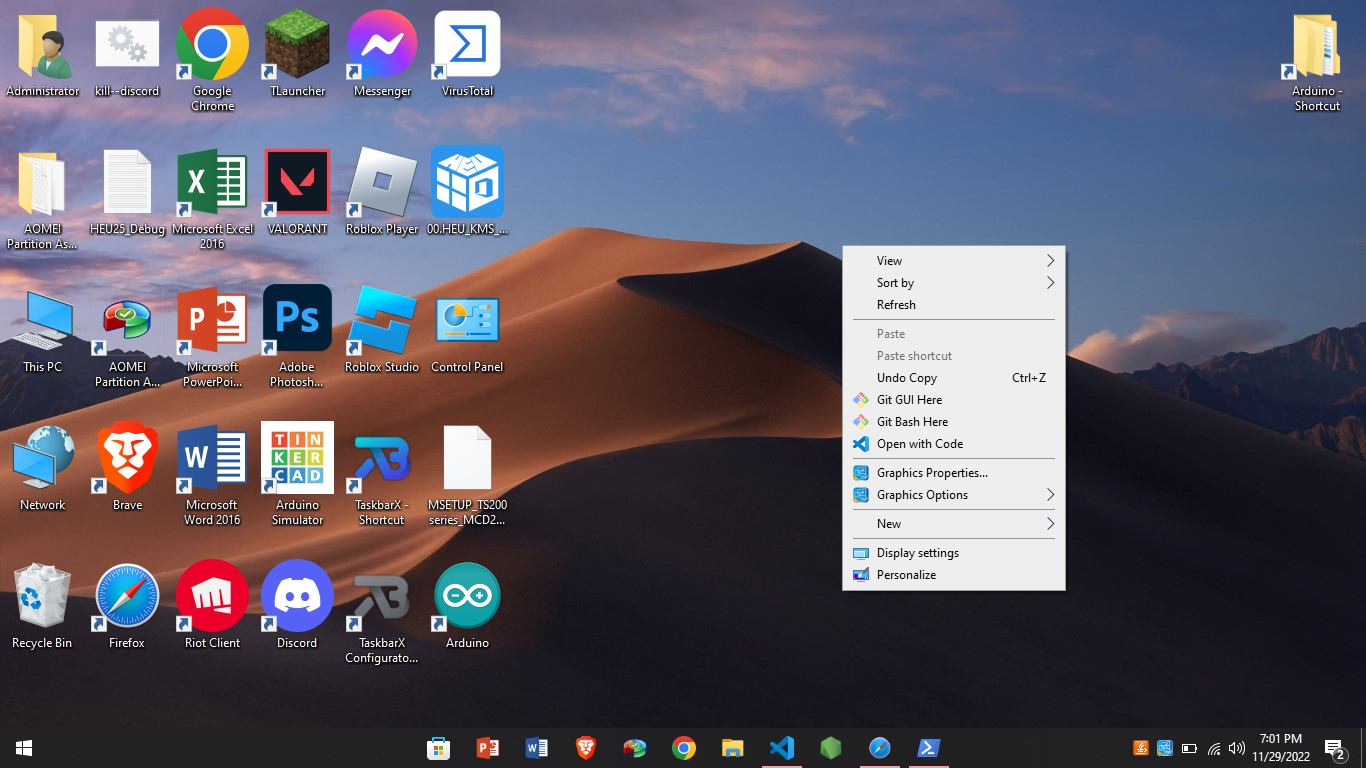 Administrator
kill--discord
Google
Chrome
TLauncher
Messenger
VirusTotal
Arduino -
Shortcut
AOMEI
Partition As...
HEU25_Debug
Microsoft Excel
2016
VALORANT
Roblox Player
00.HEU_KMS_...
This PC
AOMEI
Partition A...
Microsoft
PowerPoi...
Ps
Adobe
Photosh...
Roblox Studio
Control Panel
Network
Brave
Microsoft
Word 2016
TIN
KER
CAD
Arduino
Simulator
TaskbarX -
Shortcut
MSETUP_TS200
series_MCD2...
Recycle Bin
Firefox
Riot Client
Discord
TaskbarX
Configurato...
Arduino
View
Sort by
Refresh
Paste
Paste shortcut
Undo Copy Ctrl+Z
Git GUI Here
Git Bash Here
Open with Code
Graphics Properties...
Graphics Options
New
Display settings
Personalize
7:01 PM
11/29/2022
2